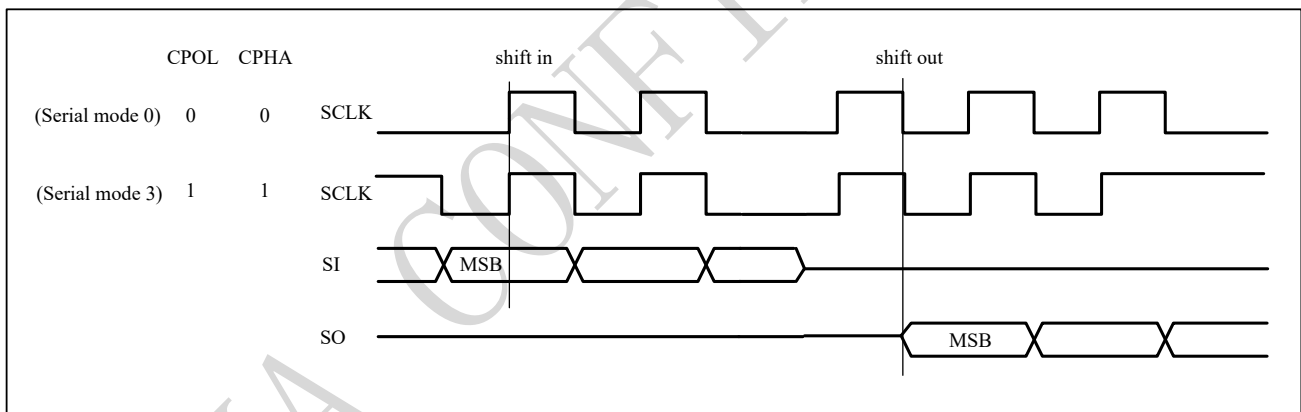 CPOL CPHA shift in shift out
(Serial mode 0) 0 0 SCLK
(Serial mode 3) 1 1 SCLK
SI MSB
SO MSB